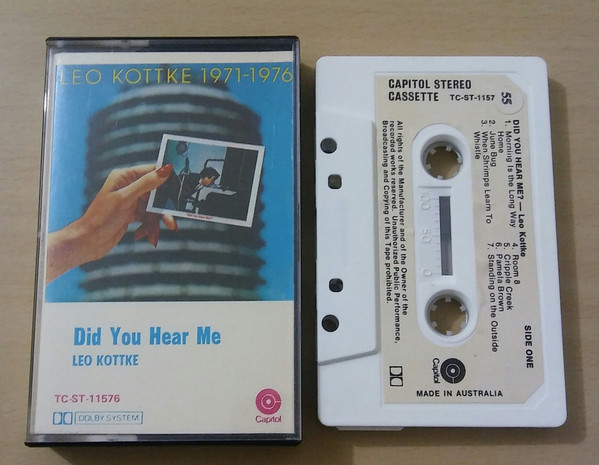 LEO KOTTKE 1971-1976
Did You Hear Me
LEO KOTTKE
TC-ST-11576
DOLBY SYSTEM
Capitol
CAPITOL STEREO
CASSETTE TC-ST-1157
55
DID YOU HEAR ME? — Leo Kottke
1. Morning Is the Long Way
Home
2. June Bug
3. When Shrimps Learn To
Whistle
4. Room 8
5. Cripple Creek
6. Pamela Brown
7. Standing on the Outside
SIDE ONE
All rights of the Manufacturer and of the Owner of the
recorded works reserved. Unauthorized Public Performance,
Broadcasting and Copying of this Tape prohibited.
100 50 0
Capitol
MADE IN AUSTRALIA